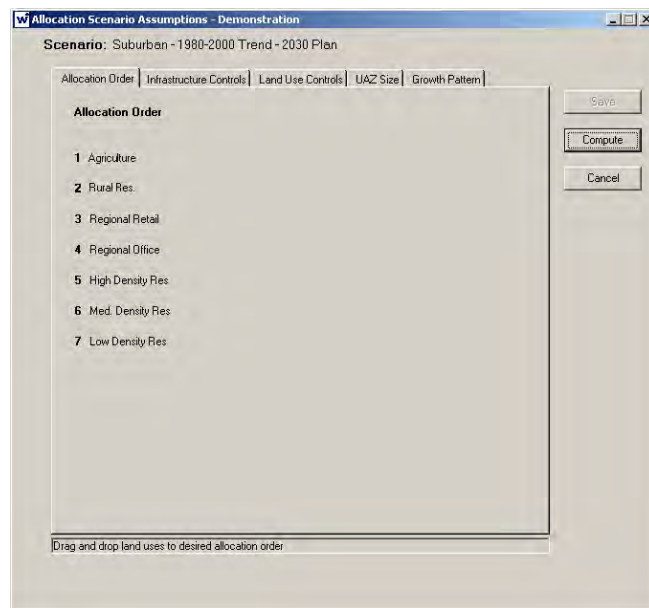 Allocation Scenario Assumptions - Demonstration
Scenario: Suburban - 1980-2000 Trend - 2030 Plan
Allocation Order Infrastructure Controls Land Use Controls UAZ Size Growth Pattern
Allocation Order
1 Agriculture
2 Rural Res.
3 Regional Retail
4 Regional Office
5 High Density Res
6 Med. Density Res
7 Low Density Res
Drag and drop land uses to desired allocation order
Save
Compute
Cancel